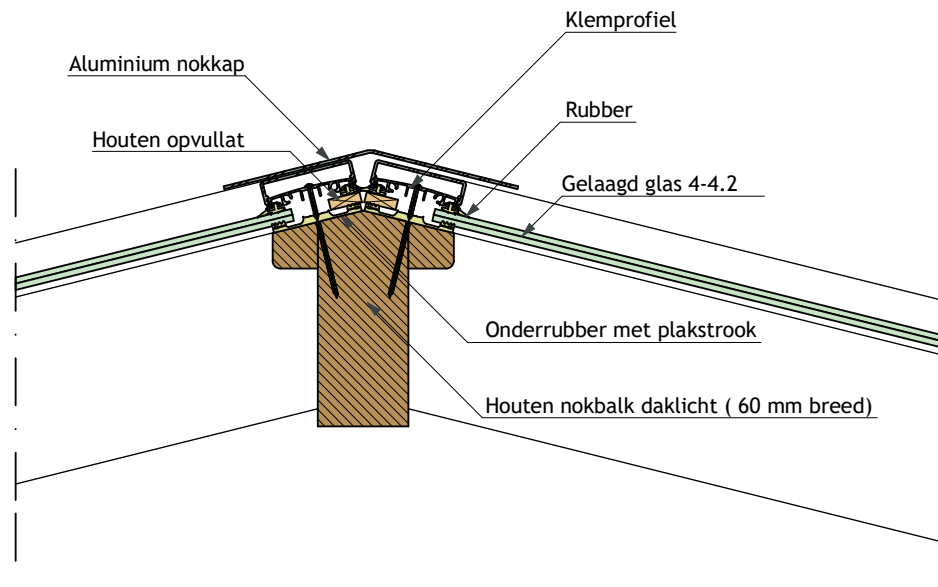 Klemprofiel
Aluminium nokkap
Rubber
Houten opvullat
Gelaagd glas 4-4.2
Onderrubber met plakstrook
Houten nokbalk daklicht ( 60 mm breed)